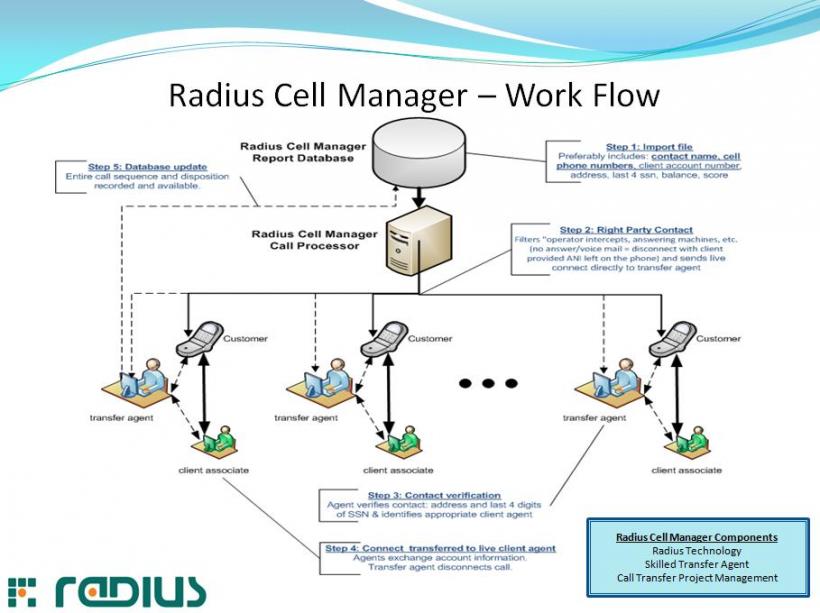 Radius Cell Manager – Work Flow
Radius Cell Manager
Report Database
Step 1: Import file
Preferably includes: contact name, cell
phone numbers, client account number,
address, last 4 ssn, balance, score
Step 5: Database update
Entire call sequence and disposition
recorded and available.
Radius Cell Manager
Call Processor
Step 2: Right Party Contact
Filters "operator intercepts, answering machines, etc.
(no answer/voice mail = disconnect with client
provided ANI left on the phone) and sends live
connect directly to transfer agent
Customer
Customer
Customer
transfer agent
transfer agent
transfer agent
client associate
client associate
client associate
Step 3: Contact verification
Agent verifies contact: address and last 4 digits
of SSN & identifies appropriate client agent
Step 4: Connect transferred to live client agent
Agents exchange account information.
Transfer agent disconnects call.
Radius Cell Manager Components
Radius Technology
Skilled Transfer Agent
Call Transfer Project Management
radius